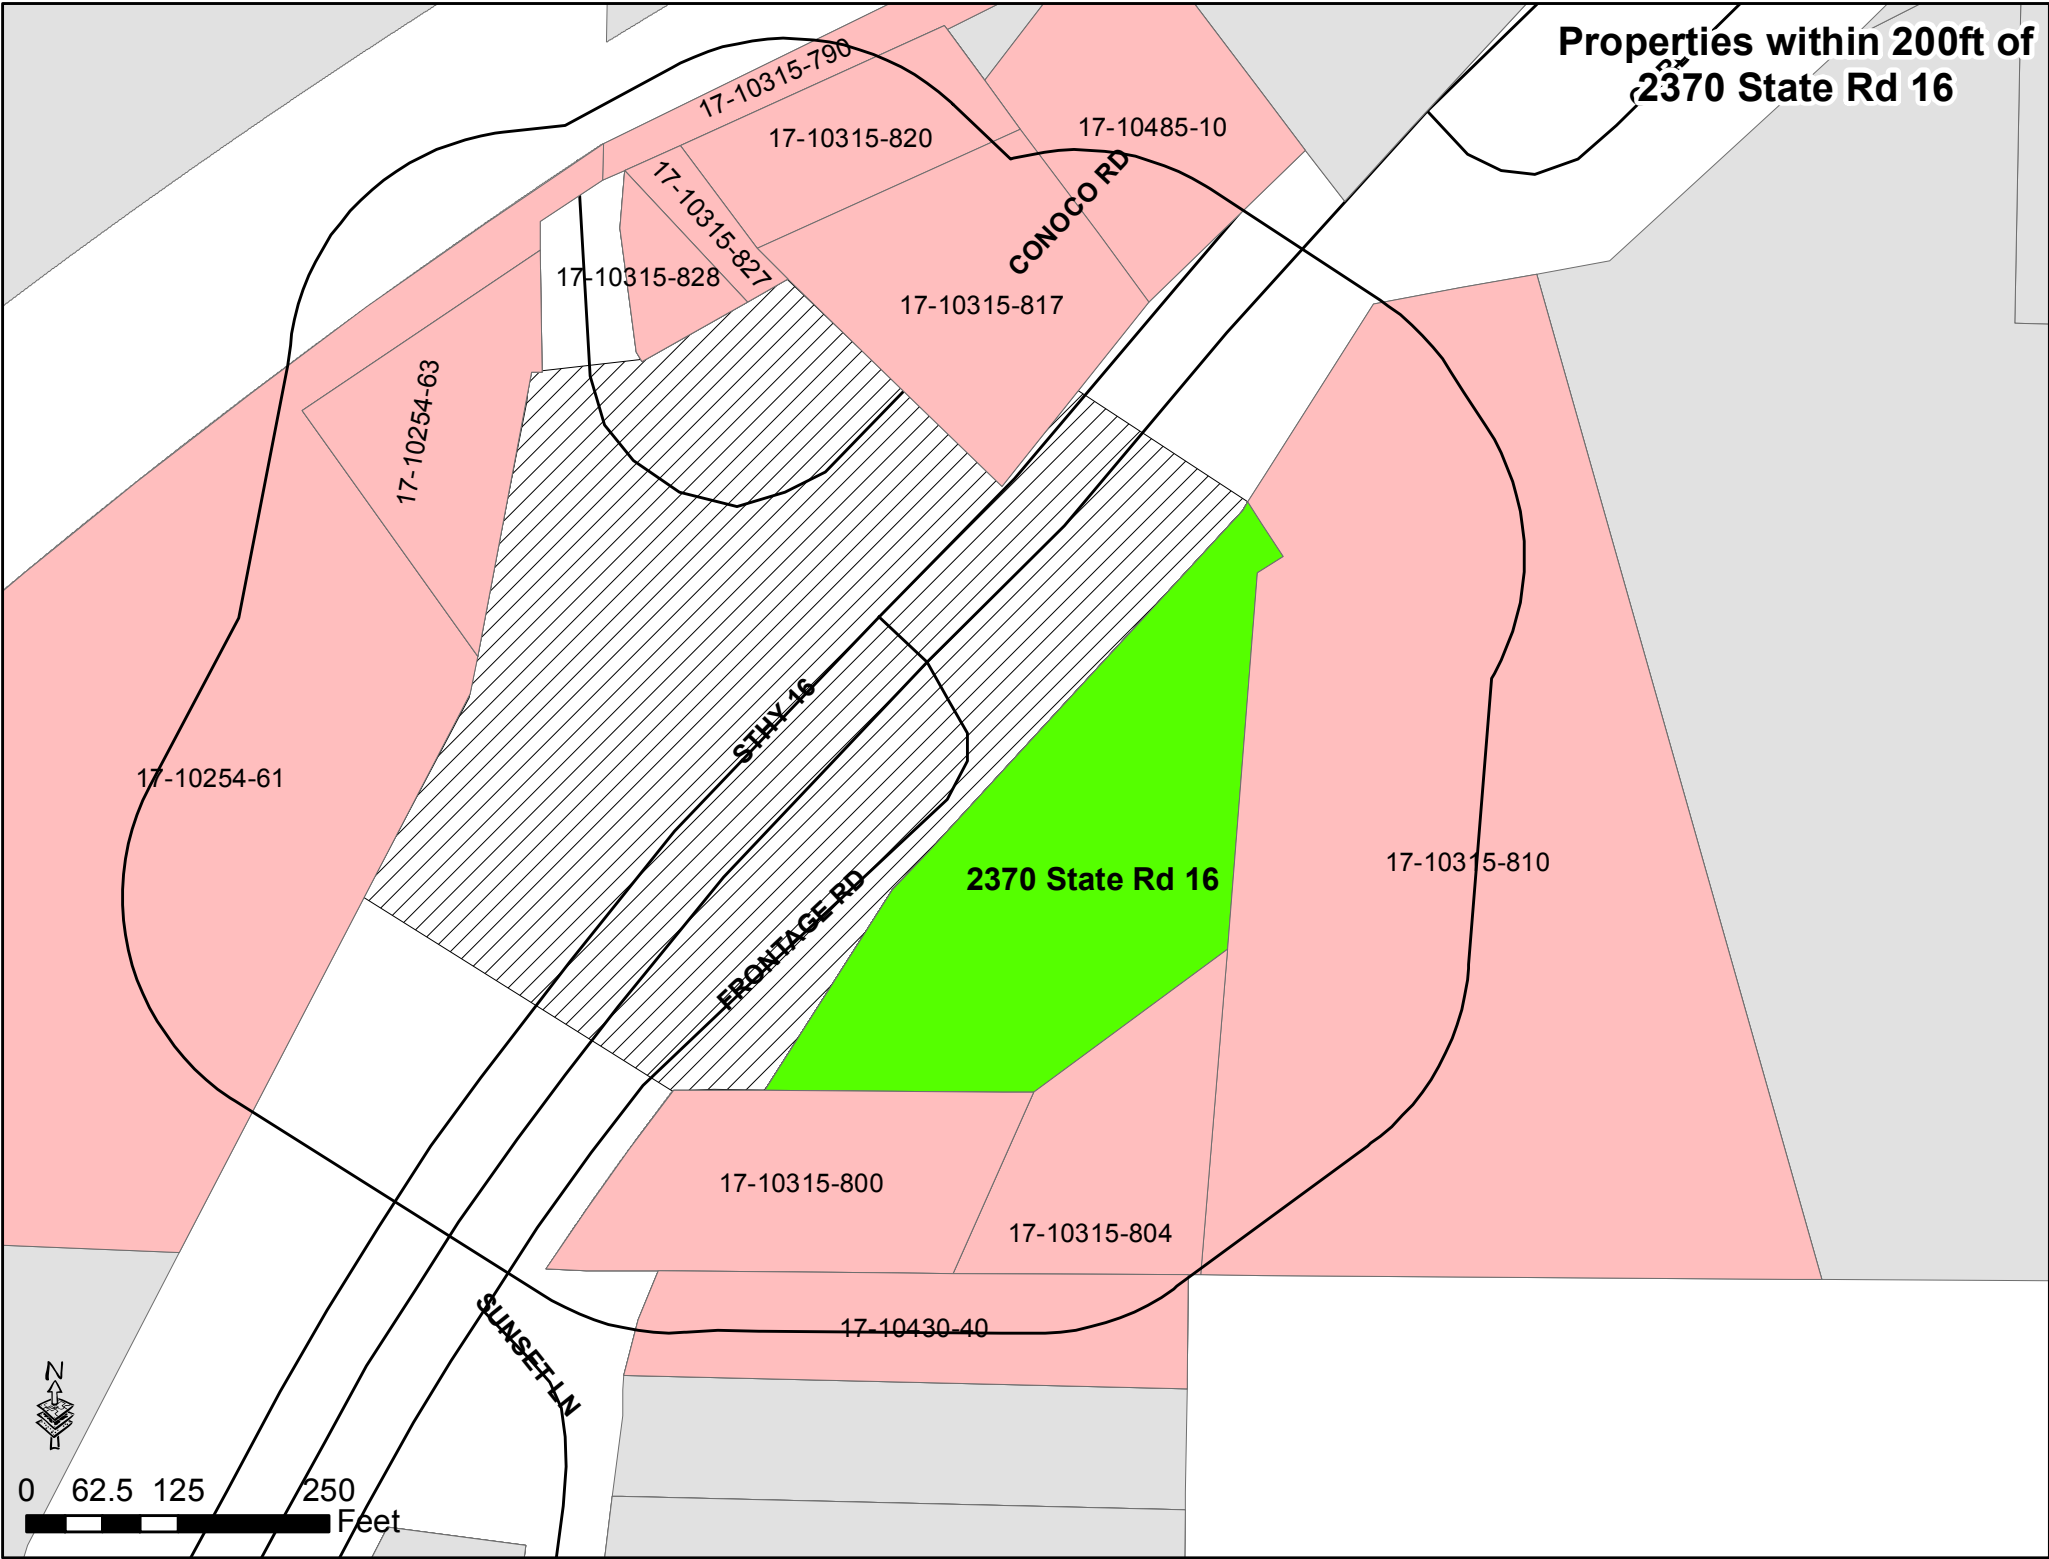 Properties within 200ft of
2370 State Rd 16
17-10315-790
17-10315-820
17-10485-10
CONOCO RD
17-10315-827
17-10315-828
17-10315-817
17-10254-63
STHY 16
17-10254-61
2370 State Rd 16
17-10315-810
FRONTAGE RD
17-10315-800
17-10315-804
17-10430-40
SUNSET LN
N
0 62.5 125 250
Feet